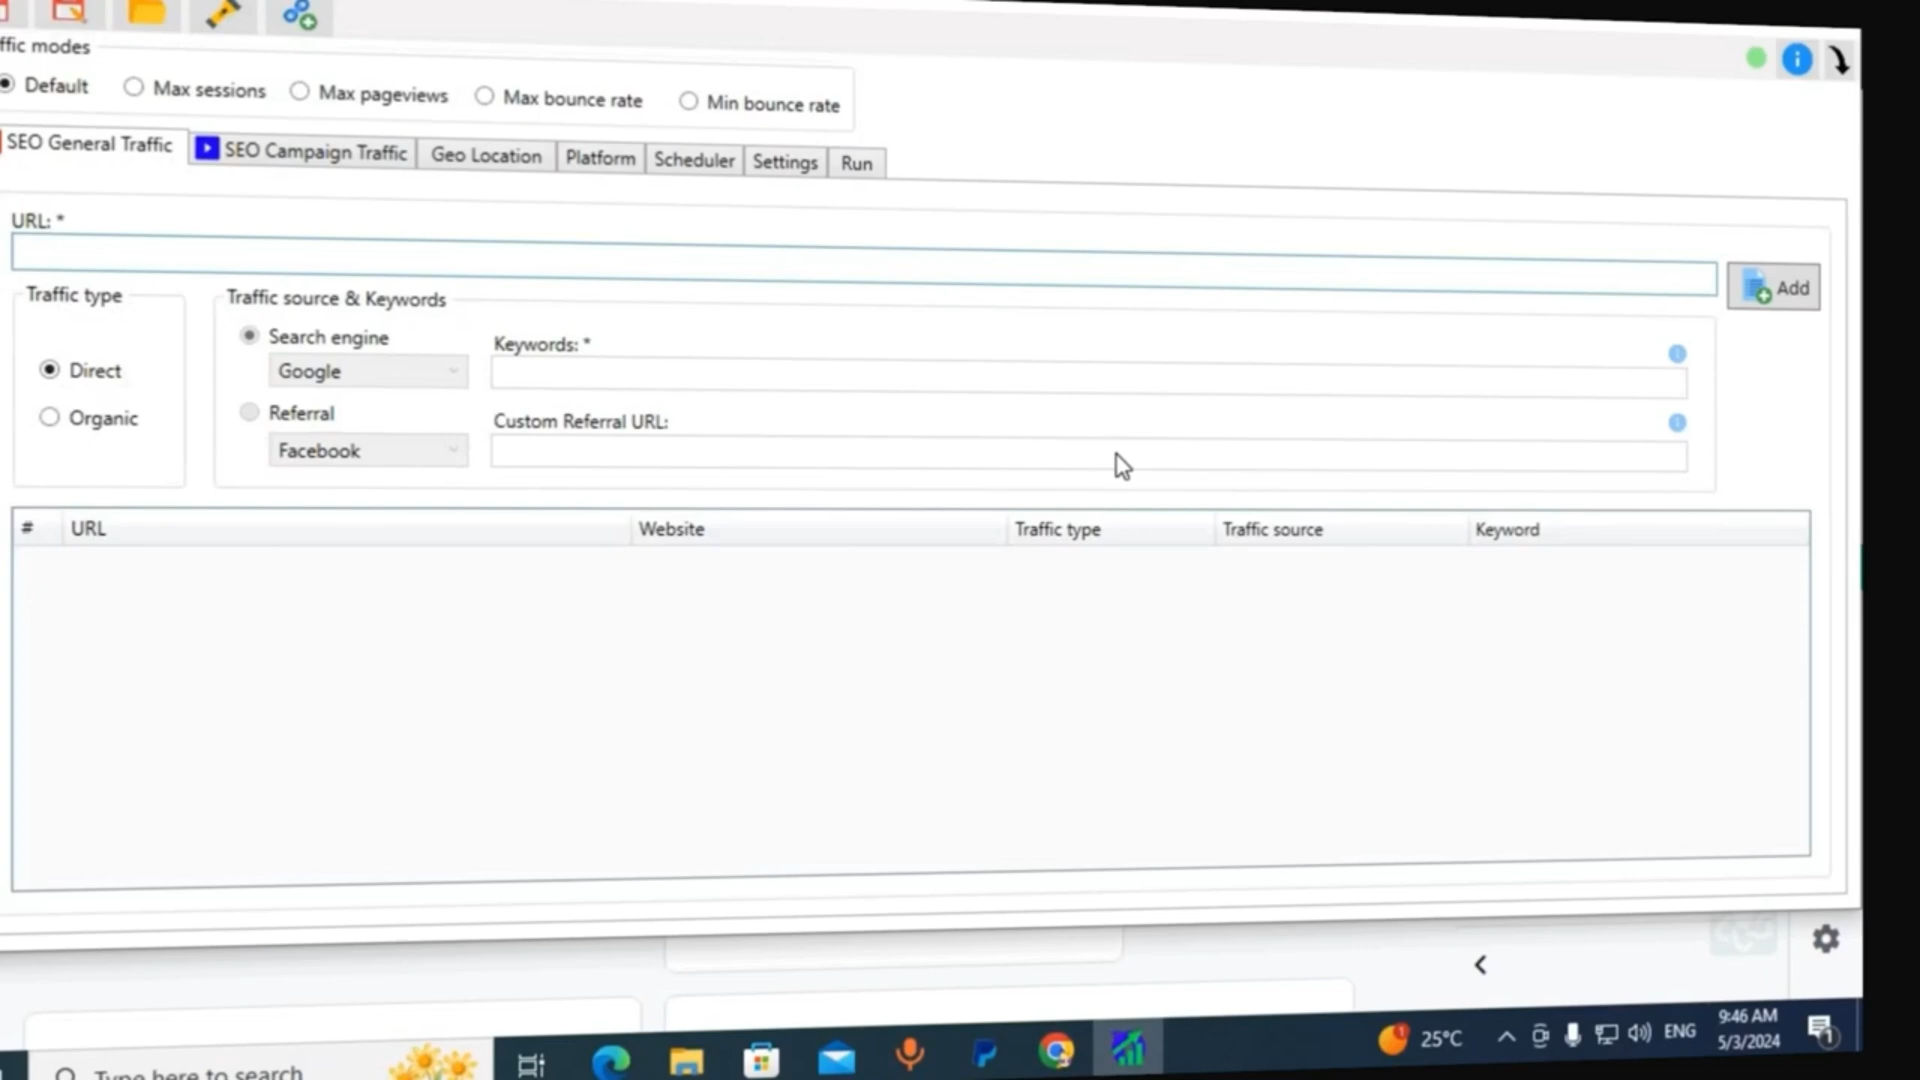 ffic modes
Default Max sessions Max pageviews Max bounce rate Min bounce rate
SEO General Traffic SEO Campaign Traffic Geo Location Platform Scheduler Settings Run
URL: *
Add
Traffic type
Direct
Organic
Traffic source & Keywords
Search engine
Google
Referral
Facebook
Keywords: *
Custom Referral URL:
# URL Website Traffic type Traffic source Keyword
Type here to search
1
25°C
ENG
9:46 AM
5/3/2024
1